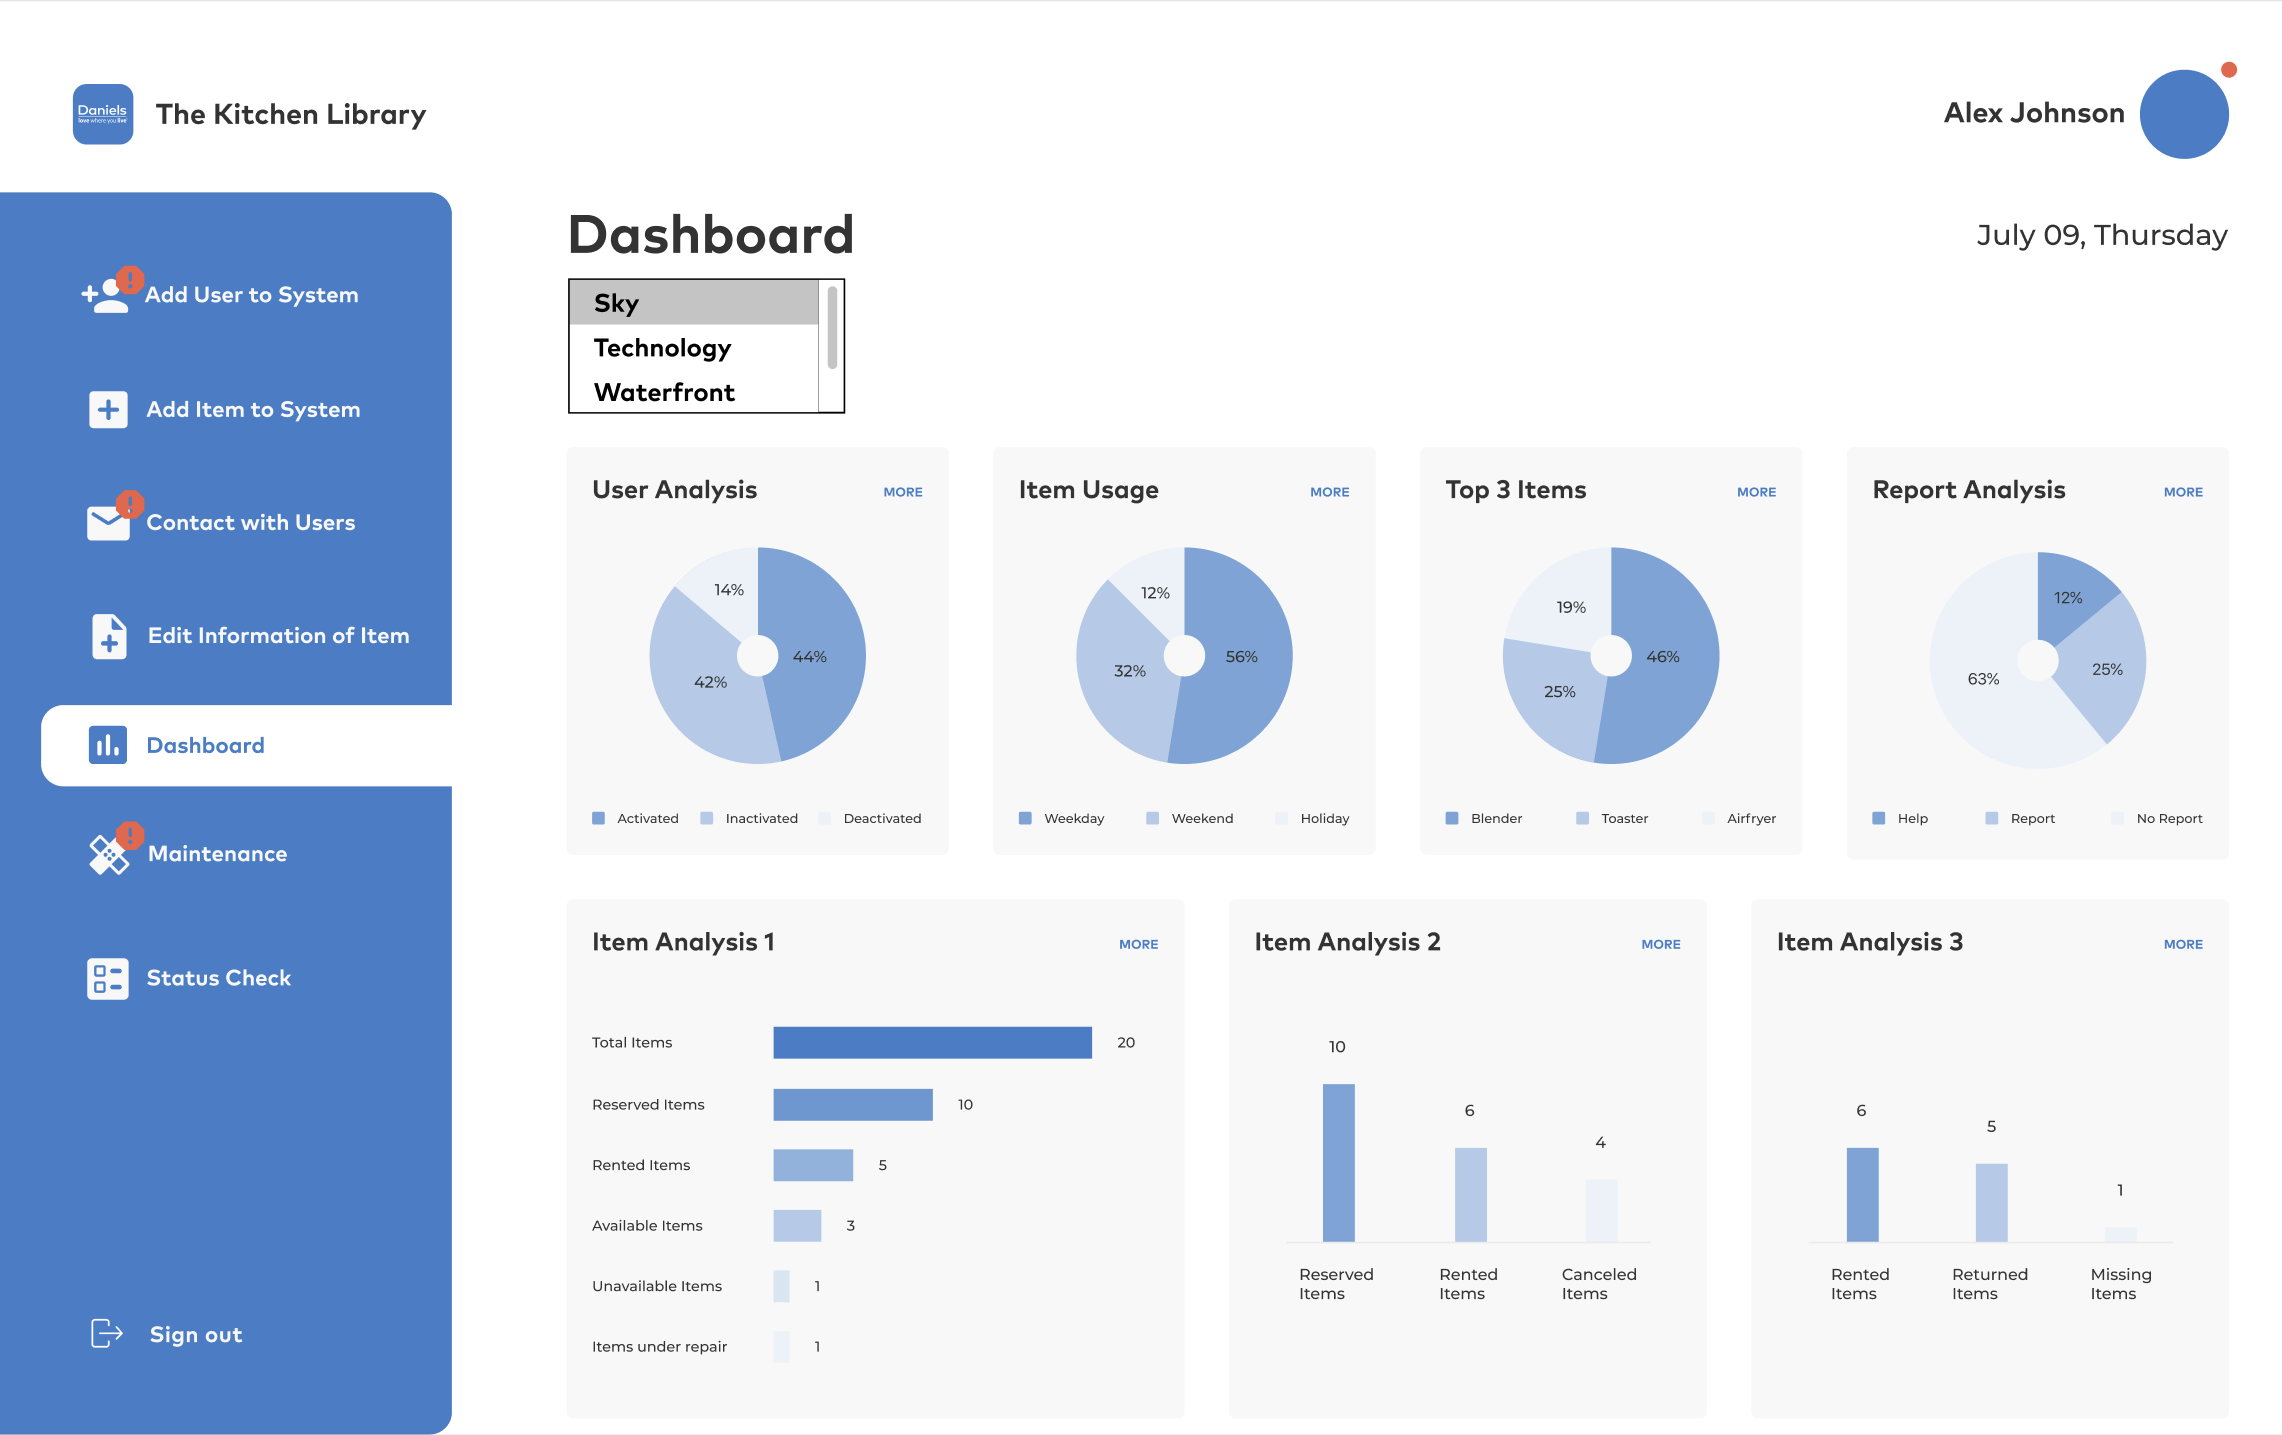 Daniels
love where you live
The Kitchen Library
Alex Johnson
Add User to System
Add Item to System
Contact with Users
Edit Information of Item
Dashboard
Maintenance
Status Check
Sign out
Dashboard
July 09, Thursday
Sky
Technology
Waterfront
User Analysis
MORE
14%
44%
42%
Activated
Inactivated
Deactivated
Item Usage
MORE
12%
56%
32%
Weekday
Weekend
Holiday
Top 3 Items
MORE
19%
46%
25%
Blender
Toaster
Airfryer
Report Analysis
MORE
12%
25%
63%
Help
Report
No Report
Item Analysis 1
MORE
Total Items
20
Reserved Items
10
Rented Items
5
Available Items
3
Unavailable Items
1
Items under repair
1
Item Analysis 2
MORE
10
6
4
Reserved
Items
Rented
Items
Canceled
Items
Item Analysis 3
MORE
6
5
1
Rented
Items
Returned
Items
Missing
Items